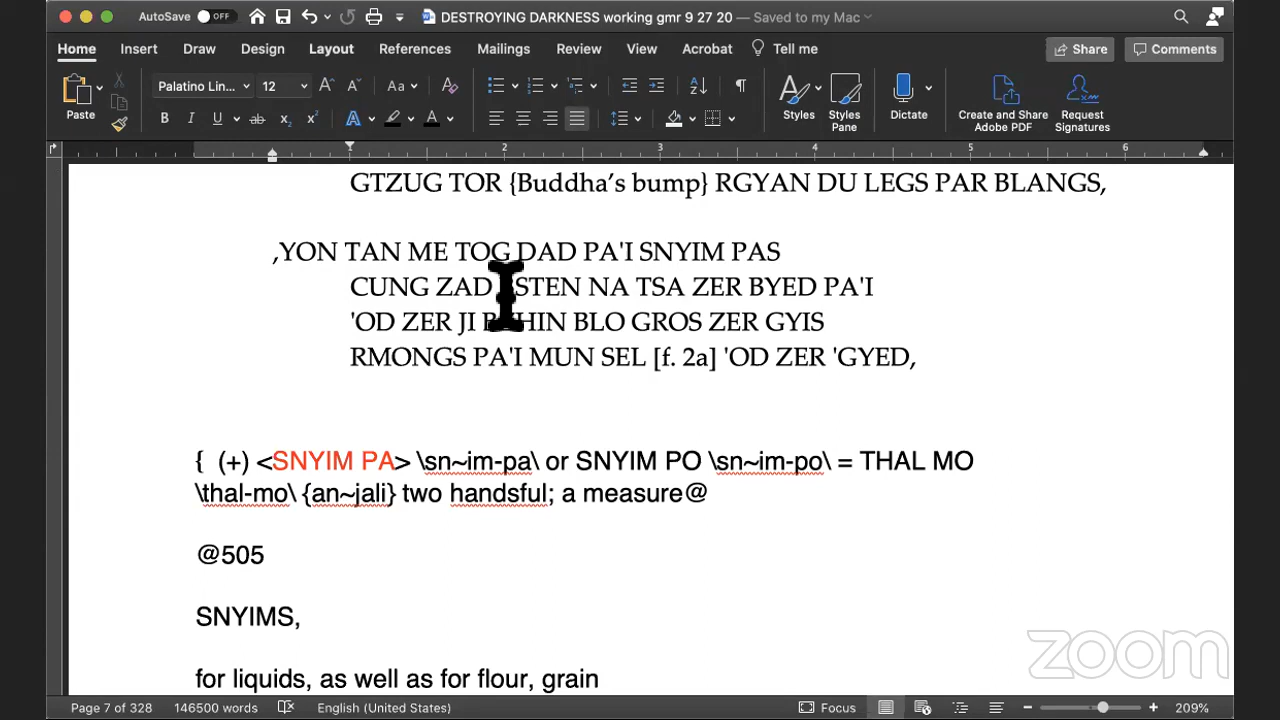 AutoSave OFF DESTROYING DARKNESS working gmr 9 27 20 — Saved to my Mac
Home Insert Draw Design Layout References Mailings Review View Acrobat Tell me Share Comments
Paste Palatino Lin... 12 Styles Styles Pane Dictate Create and Share Adobe PDF Request Signatures
1 2 3 4 5 6
GTZUG TOR {Buddha's bump} RGYAN DU LEGS PAR BLANGS,
,YON TAN ME TOG DAD PA'I SNYIM PAS
CUNG ZAD STEN NA TSA ZER BYED PA'I
'OD ZER JI HIN BLO GROS ZER GYIS
RMONGS PA'I MUN SEL [f. 2a] 'OD ZER 'GYED,
{ (+) <SNYIM PA> \sn~im-pa\ or SNYIM PO \sn~im-po\ = THAL MO
\thal-mo\ {an~jali} two handsful; a measure@
@505
SNYIMS,
for liquids, as well as for flour, grain
zoom
Page 7 of 328 146500 words English (United States) Focus 209%